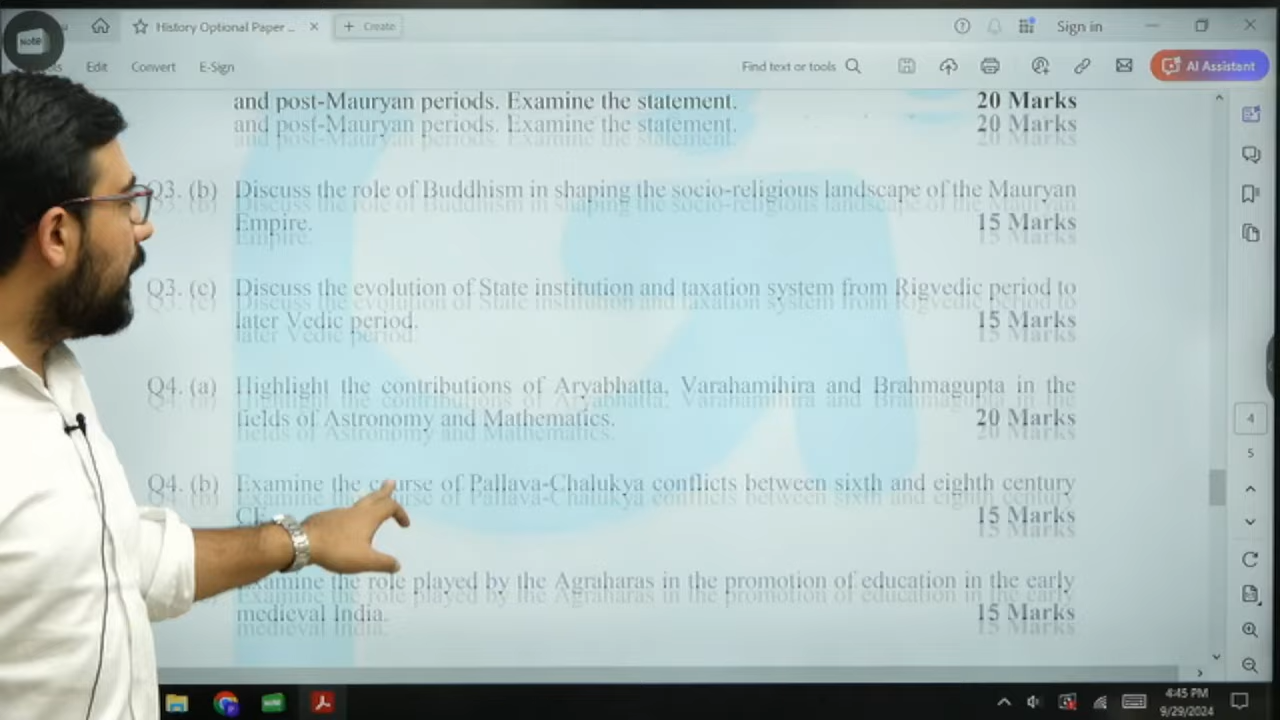 Note
History Optional Paper ...
+ Create
Sign in
Edit Convert E-Sign
Find text or tools
AI Assistant
and post-Mauryan periods. Examine the statement. 20 Marks
Q3. (b) Discuss the role of Buddhism in shaping the socio-religious landscape of the Mauryan
Empire. 15 Marks
Q3. (c) Discuss the evolution of State institution and taxation system from Rigvedic period to
later Vedic period. 15 Marks
Q4. (a) Highlight the contributions of Aryabhatta, Varahamihira and Brahmagupta in the
fields of Astronomy and Mathematics. 20 Marks
Q4. (b) Examine the course of Pallava-Chalukya conflicts between sixth and eighth century
CE. 15 Marks
Examine the role played by the Agraharas in the promotion of education in the early
medieval India. 15 Marks
4
5
4:45 PM
9/29/2024